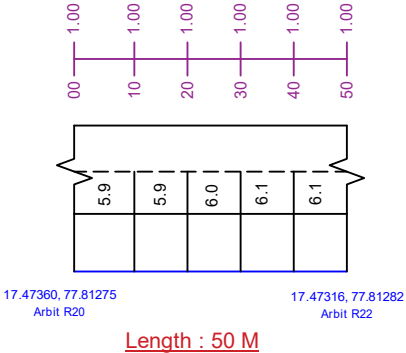 1.00 1.00 1.00 1.00 1.00 1.00
00 10 20 30 40 50
5.9 5.9 6.0 6.1 6.1
17.47360, 77.81275
Arbit R20
17.47316, 77.81282
Arbit R22
Length : 50 M